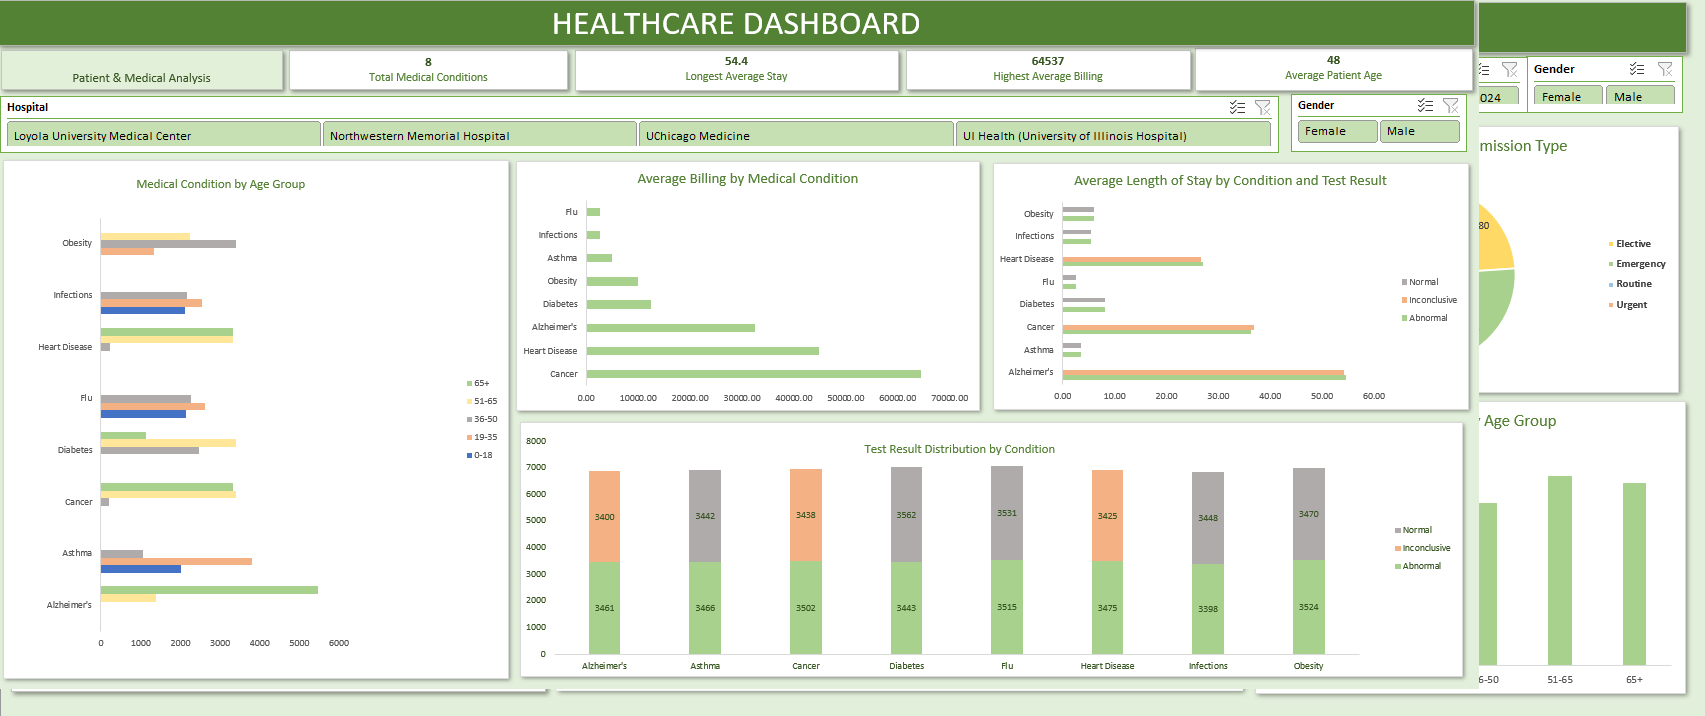 HEALTHCARE DASHBOARD
Patient & Medical Analysis
8
Total Medical Conditions
54.4
Longest Average Stay
64537
Highest Average Billing
48
Average Patient Age
Hospital
Loyola University Medical Center
Northwestern Memorial Hospital
UChicago Medicine
UI Health (University of Illinois Hospital)
Gender
Female
Male
024
Gender
Female
Male
Medical Condition by Age Group
Obesity
Infections
Heart Disease
Flu
Diabetes
Cancer
Asthma
Alzheimer's
0 1000 2000 3000 4000 5000 6000
65+
51-65
36-50
19-35
0-18
Average Billing by Medical Condition
Flu
Infections
Asthma
Obesity
Diabetes
Alzheimer's
Heart Disease
Cancer
0.00 10000.00 20000.00 30000.00 40000.00 50000.00 60000.00 70000.00
Average Length of Stay by Condition and Test Result
Obesity
Infections
Heart Disease
Flu
Diabetes
Cancer
Asthma
Alzheimer's
0.00 10.00 20.00 30.00 40.00 50.00 60.00
Normal
Inconclusive
Abnormal
Test Result Distribution by Condition
8000
7000
6000
5000
4000
3000
2000
1000
0
3400 3442 3438 3562 3531 3425 3448 3470
3461 3466 3502 3443 3515 3475 3398 3524
Alzheimer's Asthma Cancer Diabetes Flu Heart Disease Infections Obesity
Normal
Inconclusive
Abnormal
mission Type
80
Elective
Emergency
Routine
Urgent
Age Group
6-50 51-65 65+